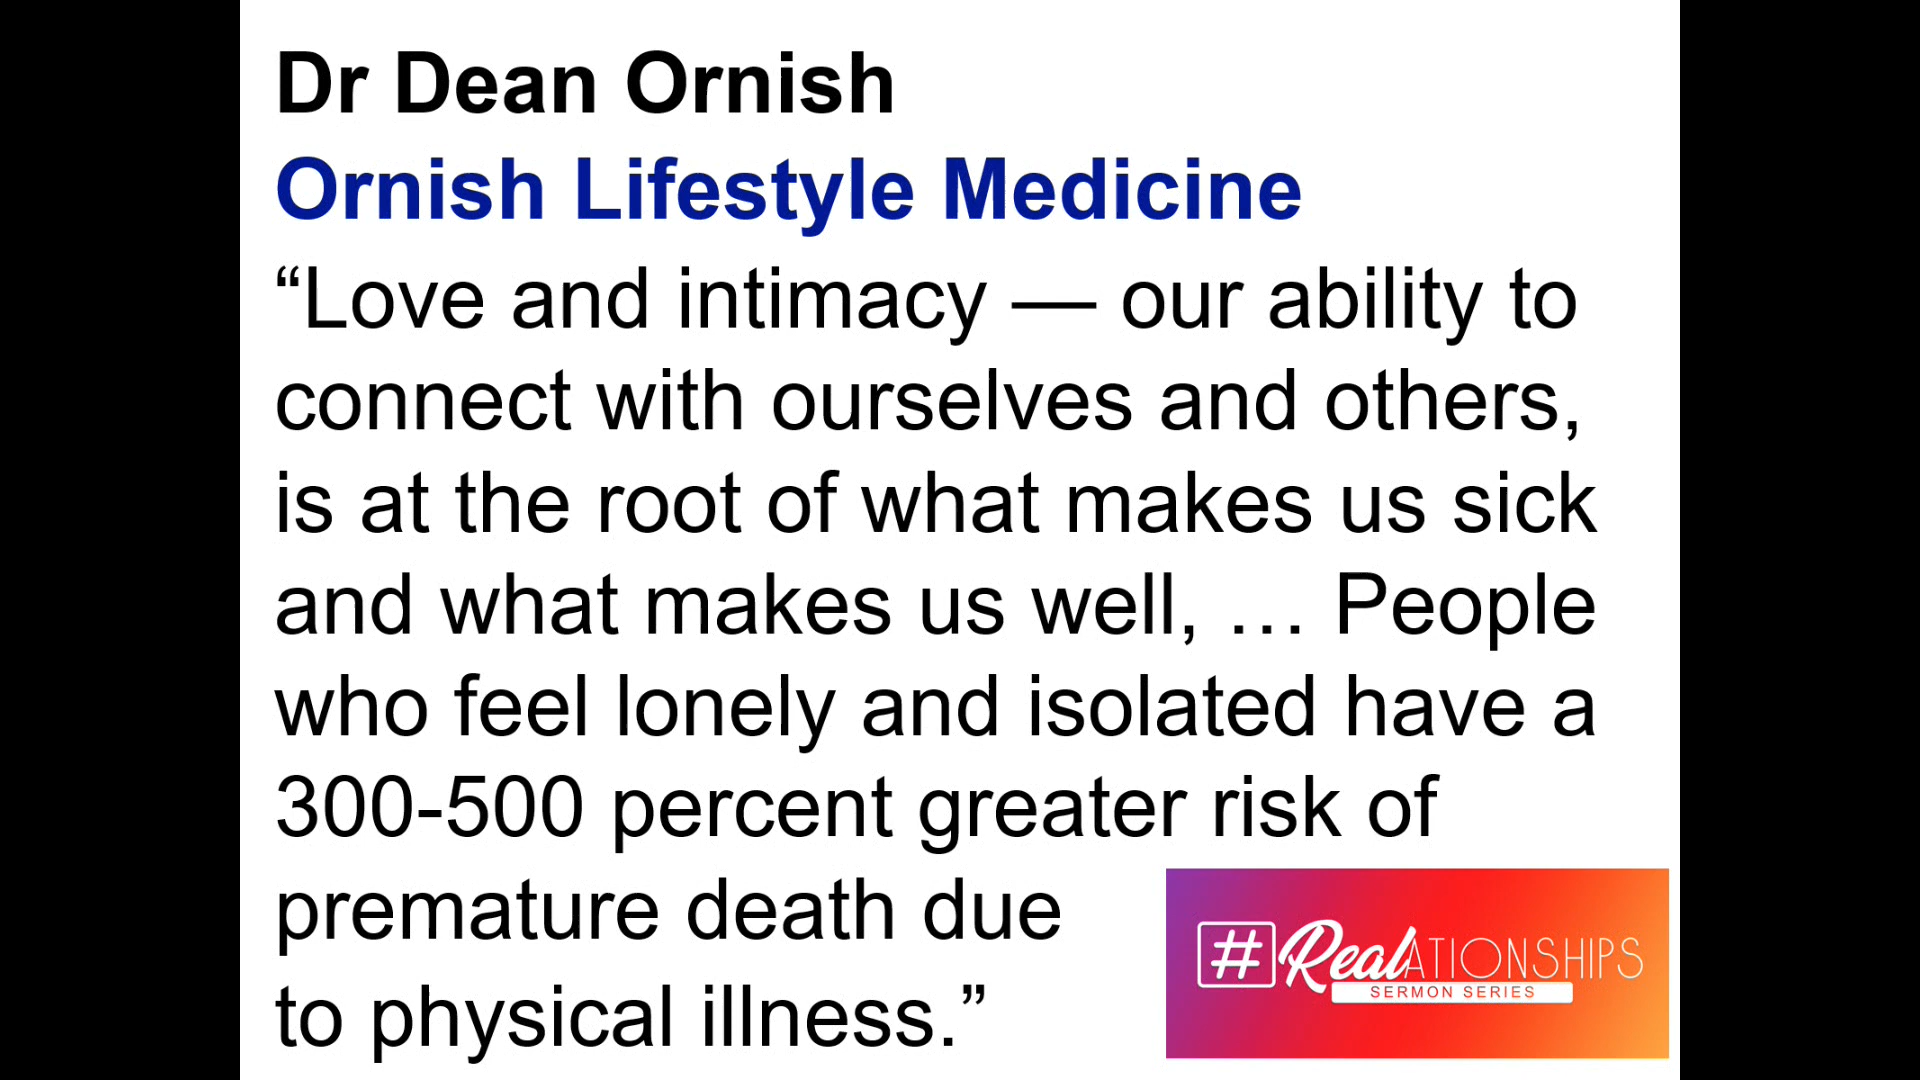 Dr Dean Ornish
Ornish Lifestyle Medicine
“Love and intimacy — our ability to
connect with ourselves and others,
is at the root of what makes us sick
and what makes us well, … People
who feel lonely and isolated have a
300-500 percent greater risk of
premature death due
to physical illness.”
#RealATIONSHIPS
SERMON SERIES